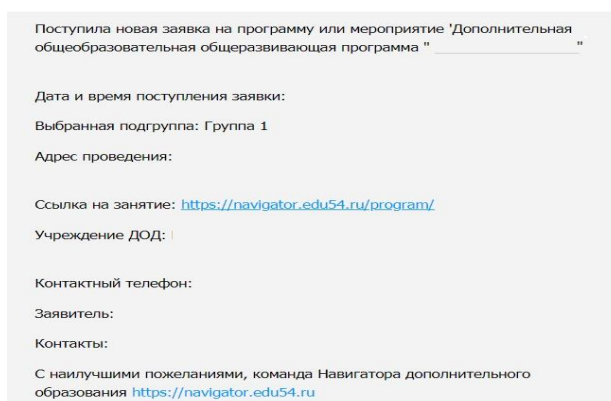 Поступила новая заявка на программу или мероприятие 'Дополнительная
общеобразовательная общеразвивающая программа " ____________________"
Дата и время поступления заявки:
Выбранная подгруппа: Группа 1
Адрес проведения:
Ссылка на занятие: https://navigator.edu54.ru/program/
Учреждение ДОД:
Контактный телефон:
Заявитель:
Контакты:
С наилучшими пожеланиями, команда Навигатора дополнительного
образования https://navigator.edu54.ru